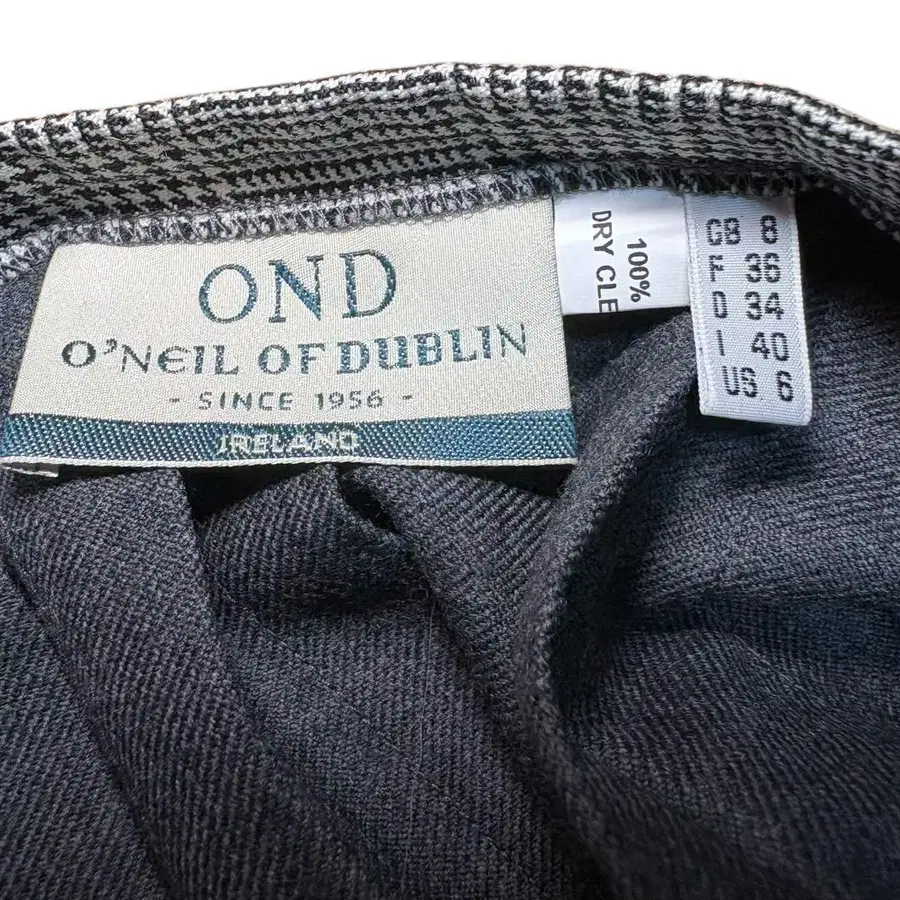 OND
O'NEIL OF DUBLIN
- SINCE 1956 -
IRELAND
100%
DRY CLE
GB 8
F 36
D 34
I 40
US 6